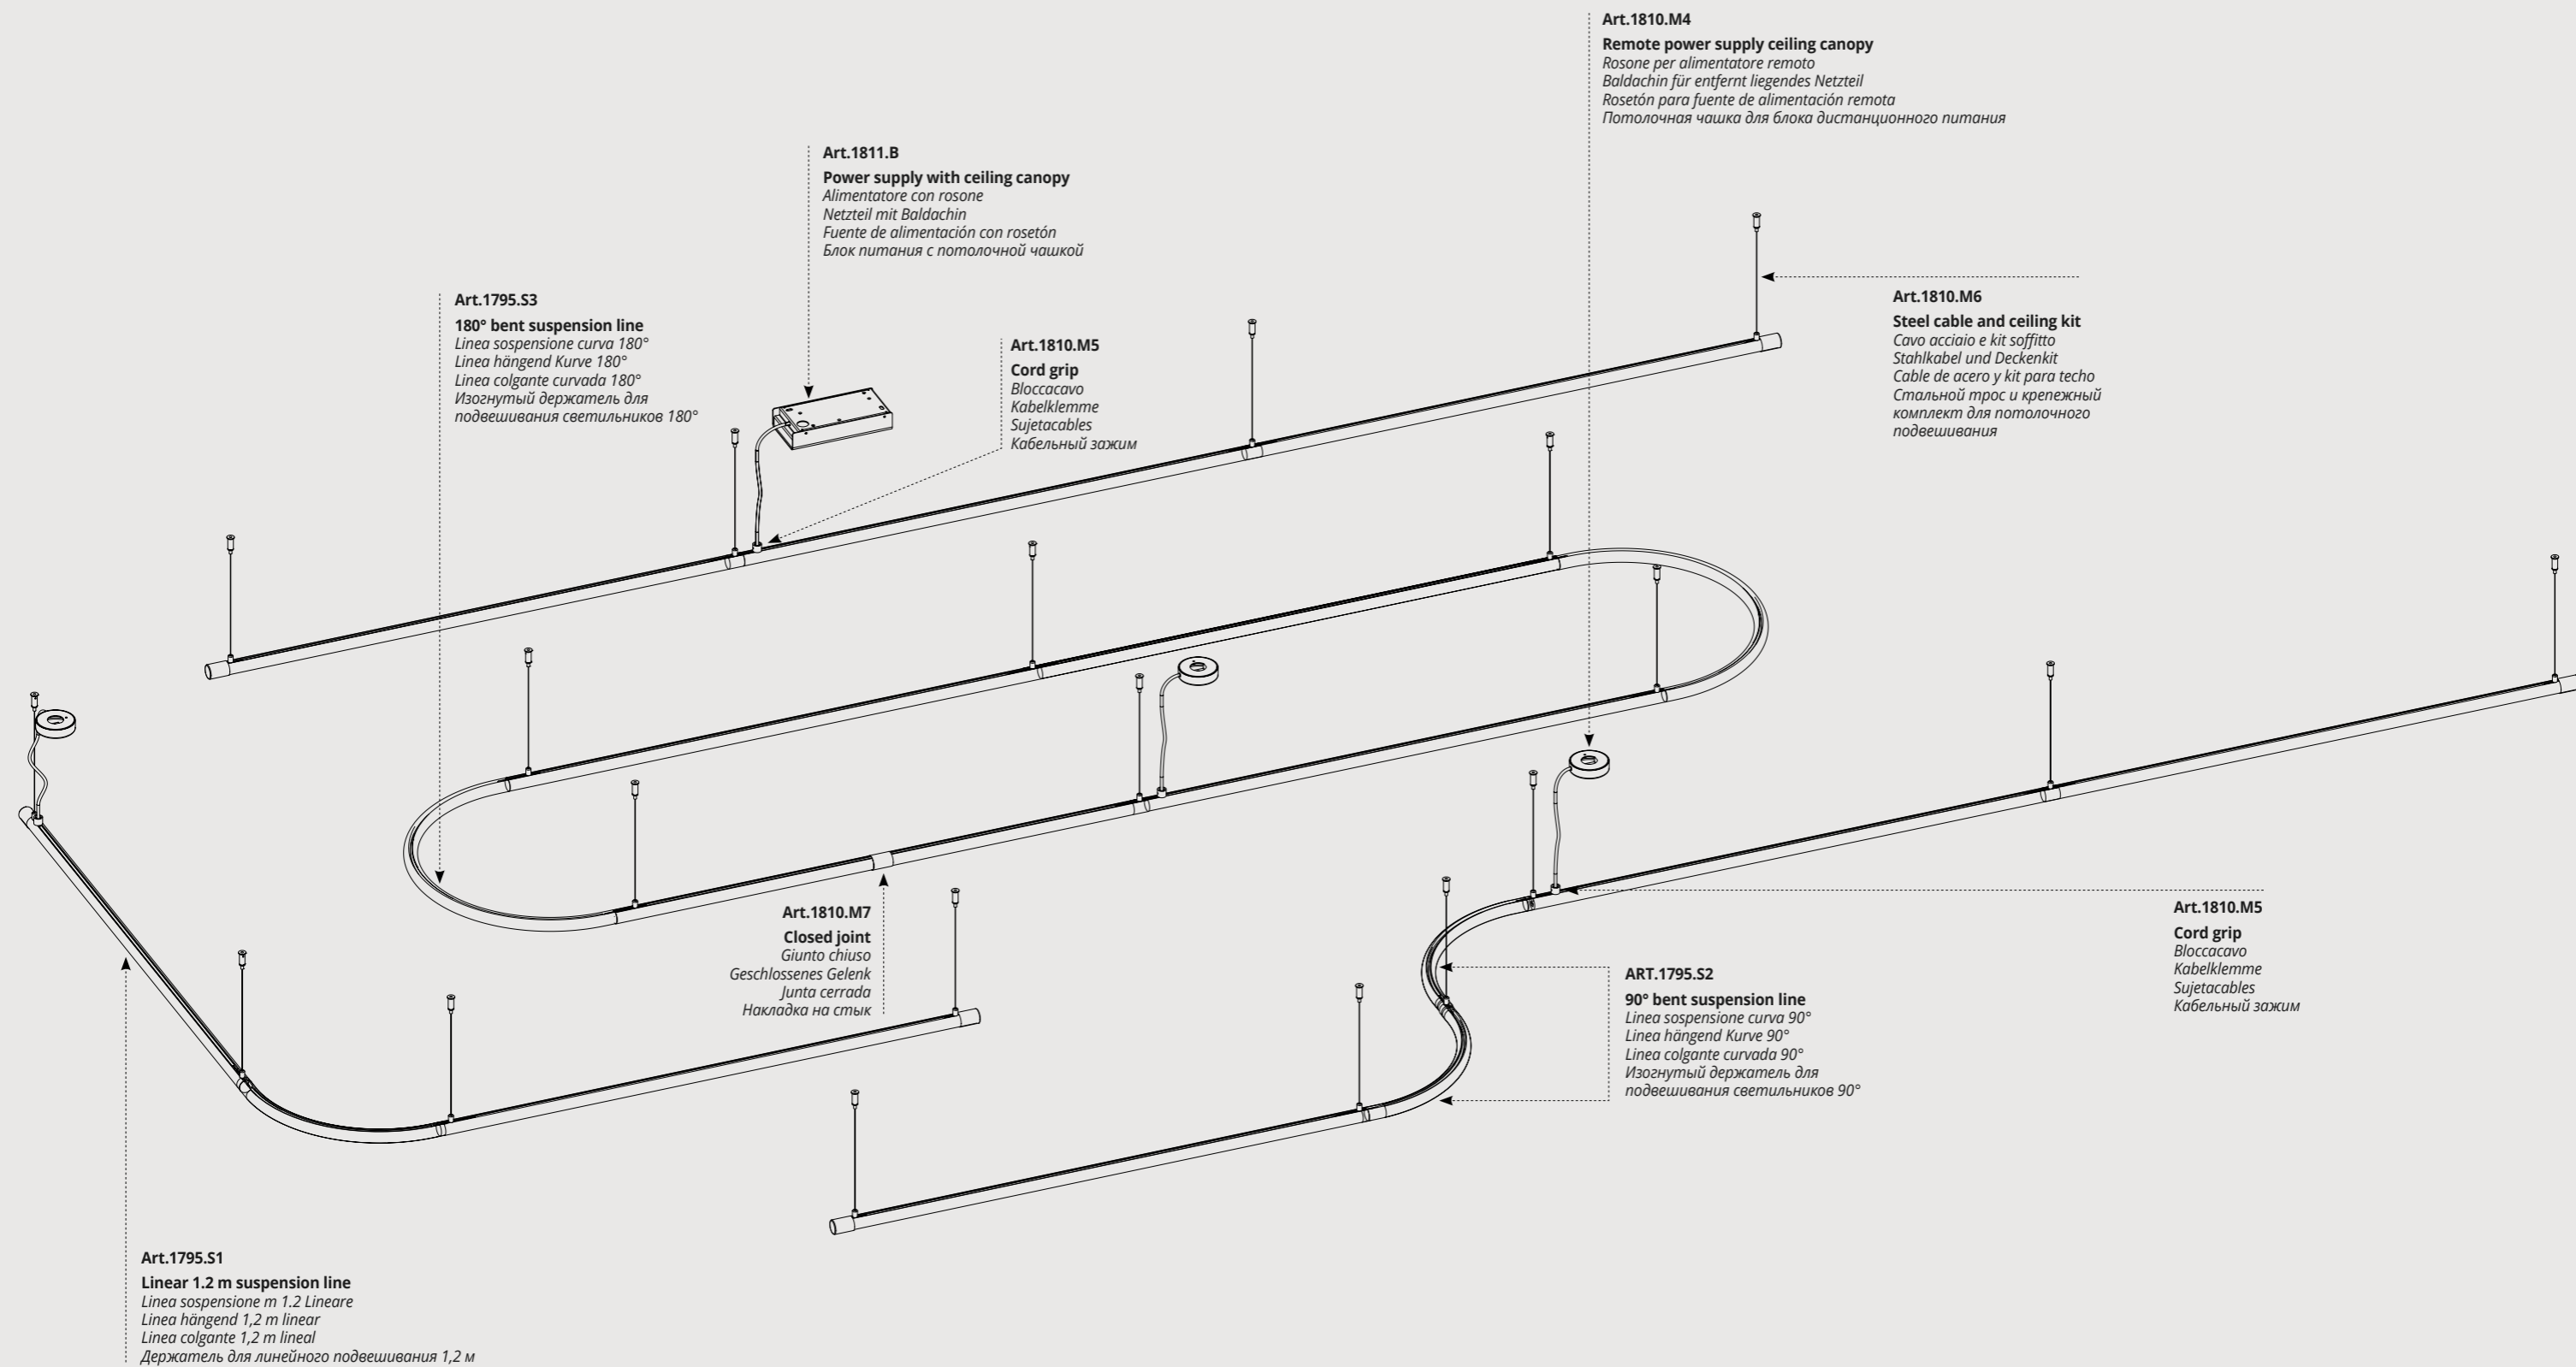 Art.1810.M4
Remote power supply ceiling canopy
Rosone per alimentatore remoto
Baldachin für entfernt liegendes Netzteil
Rosetón para fuente de alimentación remota
Потолочная чашка для блока дистанционного питания
Art.1811.B
Power supply with ceiling canopy
Alimentatore con rosone
Netzteil mit Baldachin
Fuente de alimentación con rosetón
Блок питания с потолочной чашкой
Art.1795.S3
180° bent suspension line
Linea sospensione curva 180°
Linea hängend Kurve 180°
Linea colgante curvada 180°
Изогнутый держатель для
подвешивания светильников 180°
Art.1810.M5
Cord grip
Bloccacavo
Kabelklemme
Sujetacables
Кабельный зажим
Art.1810.M6
Steel cable and ceiling kit
Cavo acciaio e kit soffitto
Stahlkabel und Deckenkit
Cable de acero y kit para techo
Стальной трос и крепежный
комплект для потолочного
подвешивания
Art.1810.M7
Closed joint
Giunto chiuso
Geschlossenes Gelenk
Junta cerrada
Накладка на стык
Art.1810.M5
Cord grip
Bloccacavo
Kabelklemme
Sujetacables
Кабельный зажим
ART.1795.S2
90° bent suspension line
Linea sospensione curva 90°
Linea hängend Kurve 90°
Linea colgante curvada 90°
Изогнутый держатель для
подвешивания светильников 90°
Art.1795.S1
Linear 1.2 m suspension line
Linea sospensione m 1.2 Lineare
Linea hängend 1,2 m linear
Linea colgante 1,2 m lineal
Держатель для линейного подвешивания 1,2 м